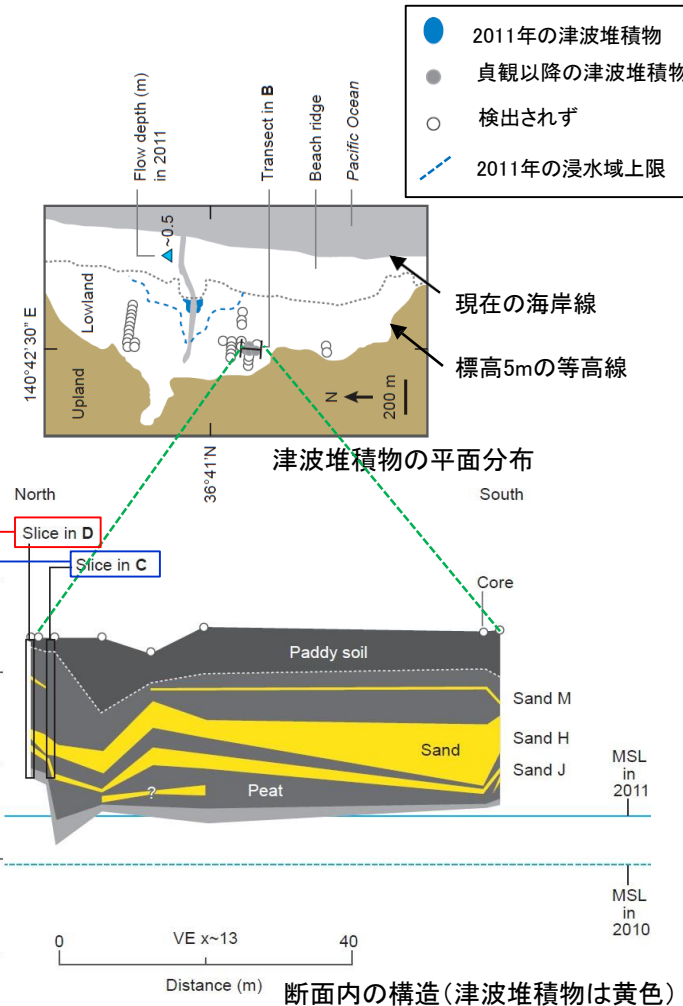 2011年の津波堆積物
貞観以降の津波堆積物
検出されず
2011年の浸水域上限
Flow depth (m)
in 2011
Transect in B
Beach ridge
Pacific Ocean
~0.5
140°42'30" E
Lowland
Upland
N
200 m
36°41'N
現在の海岸線
標高5mの等高線
津波堆積物の平面分布
North
South
Slice in D
Slice in C
Core
Paddy soil
Sand M
Sand H
Sand
Sand J
MSL
in
2011
?
Peat
MSL
in
2010
0
VE x~13
40
Distance (m)
断面内の構造(津波堆積物は黄色)